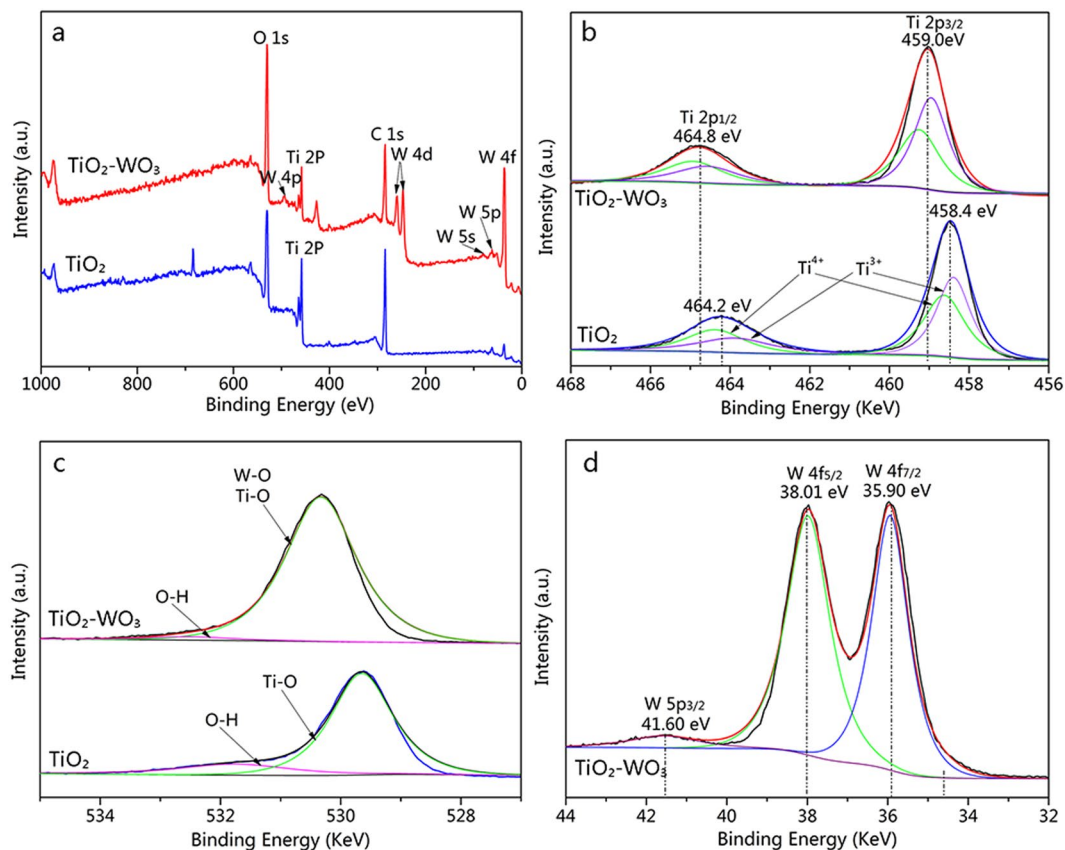 a
O 1s
C 1s
W 4d
W 4f
Ti 2P
W 4p
TiO₂-WO₃
W 5p
W 5s
Ti 2P
TiO₂
1000 800 600 400 200 0
Binding Energy (eV)
Intensity (a.u.)
b
Ti 2p3/2
459.0eV
Ti 2p1/2
464.8 eV
TiO₂-WO₃
458.4 eV
Ti⁴⁺
Ti³⁺
464.2 eV
TiO₂
468 466 464 462 460 458 456
Binding Energy (KeV)
Intensity (a.u.)
c
W-O
Ti-O
O-H
TiO₂-WO₃
Ti-O
O-H
TiO₂
534 532 530 528
Binding Energy (KeV)
Intensity (a.u.)
d
W 4f5/2
38.01 eV
W 4f7/2
35.90 eV
W 5p3/2
41.60 eV
TiO₂-WO₃
44 42 40 38 36 34 32
Binding Energy (KeV)
Intensity (a.u.)